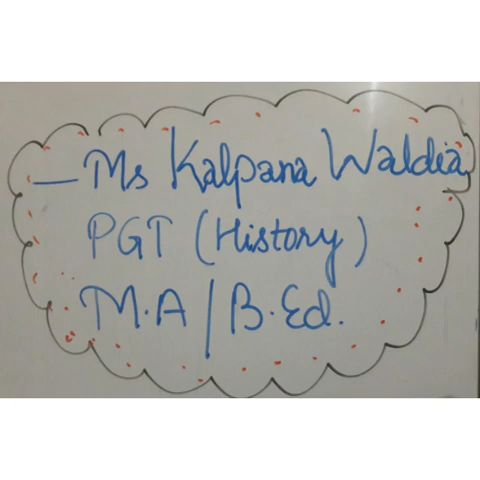 — Ms Kalpana Waldia
PGT (History)
M.A / B.Ed.